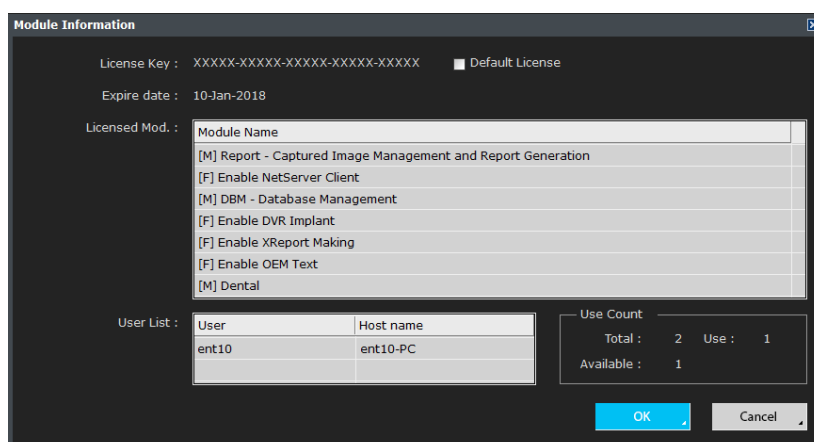 Module Information
License Key : XXXXX-XXXXX-XXXXX-XXXXX-XXXXX Default License
Expire date : 10-Jan-2018
Licensed Mod. :
Module Name
[M] Report - Captured Image Management and Report Generation
[F] Enable NetServer Client
[M] DBM - Database Management
[F] Enable DVR Implant
[F] Enable XReport Making
[F] Enable OEM Text
[M] Dental
User List :
User Host name
ent10 ent10-PC
Use Count
Total : 2 Use : 1
Available : 1
OK Cancel